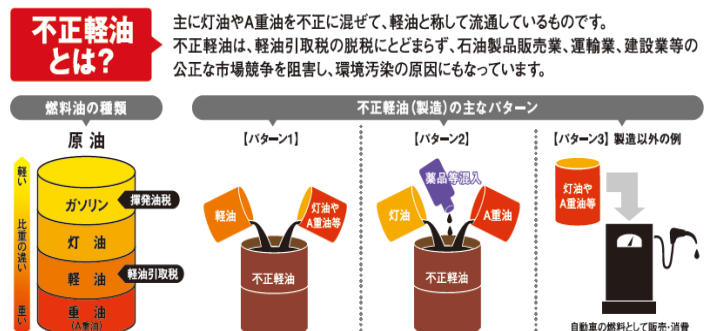 不正軽油
とは?
主に灯油やA重油を不正に混ぜて、軽油と称して流通しているものです。
不正軽油は、軽油引取税の脱税にとどまらず、石油製品販売業、運輸業、建設業等の
公正な市場競争を阻害し、環境汚染の原因にもなっています。
燃料油の種類
原油
軽い
比重の違い
重い
ガソリン
揮発油税
灯油
軽油
軽油引取税
重油
(A重油)
不正軽油(製造)の主なパターン
【パターン1】
軽油
灯油や
A重油等
不正軽油
【パターン2】
薬品等混入
灯油
A重油
不正軽油
【パターン3】製造以外の例
灯油や
A重油等
自動車の燃料として販売・消費